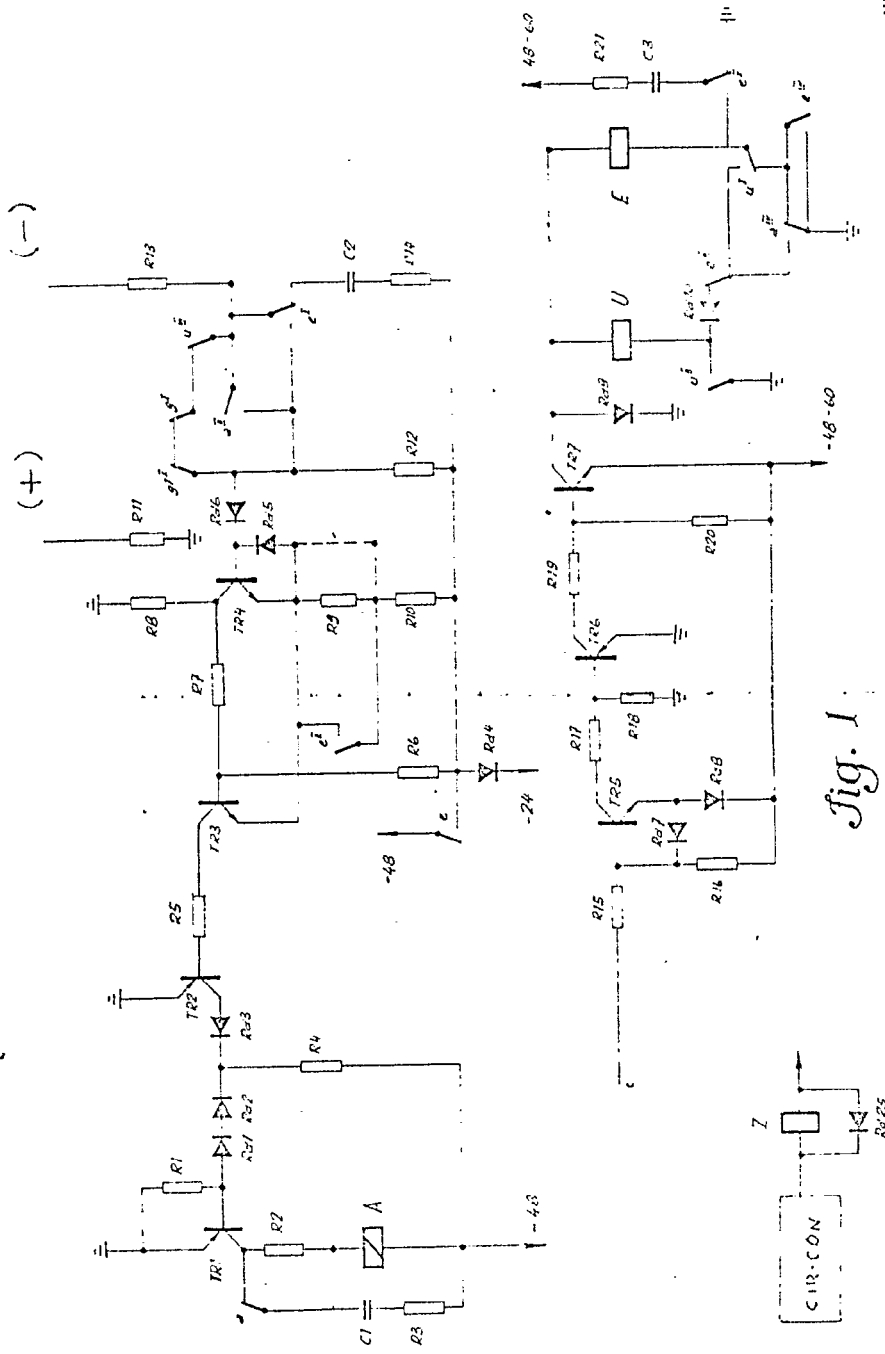 (-)
(+)
R13
R11
C2
R12
Rd6
Rd5
R8
TR4
R9
R10
R7
R6
Rd4
-24
-48
TR3
R5
TR2
Rd3
R4
Rd2
Rd1
R1
TR1
R2
A
-48
C1
R3
48-60
R21
C3
E
U
Rd9
TR7
-48-60
R19
R20
TR6
R17
R18
TR5
Rd8
Rd7
R16
R15
Z
Rd25
CIR-CON
Fig. 1